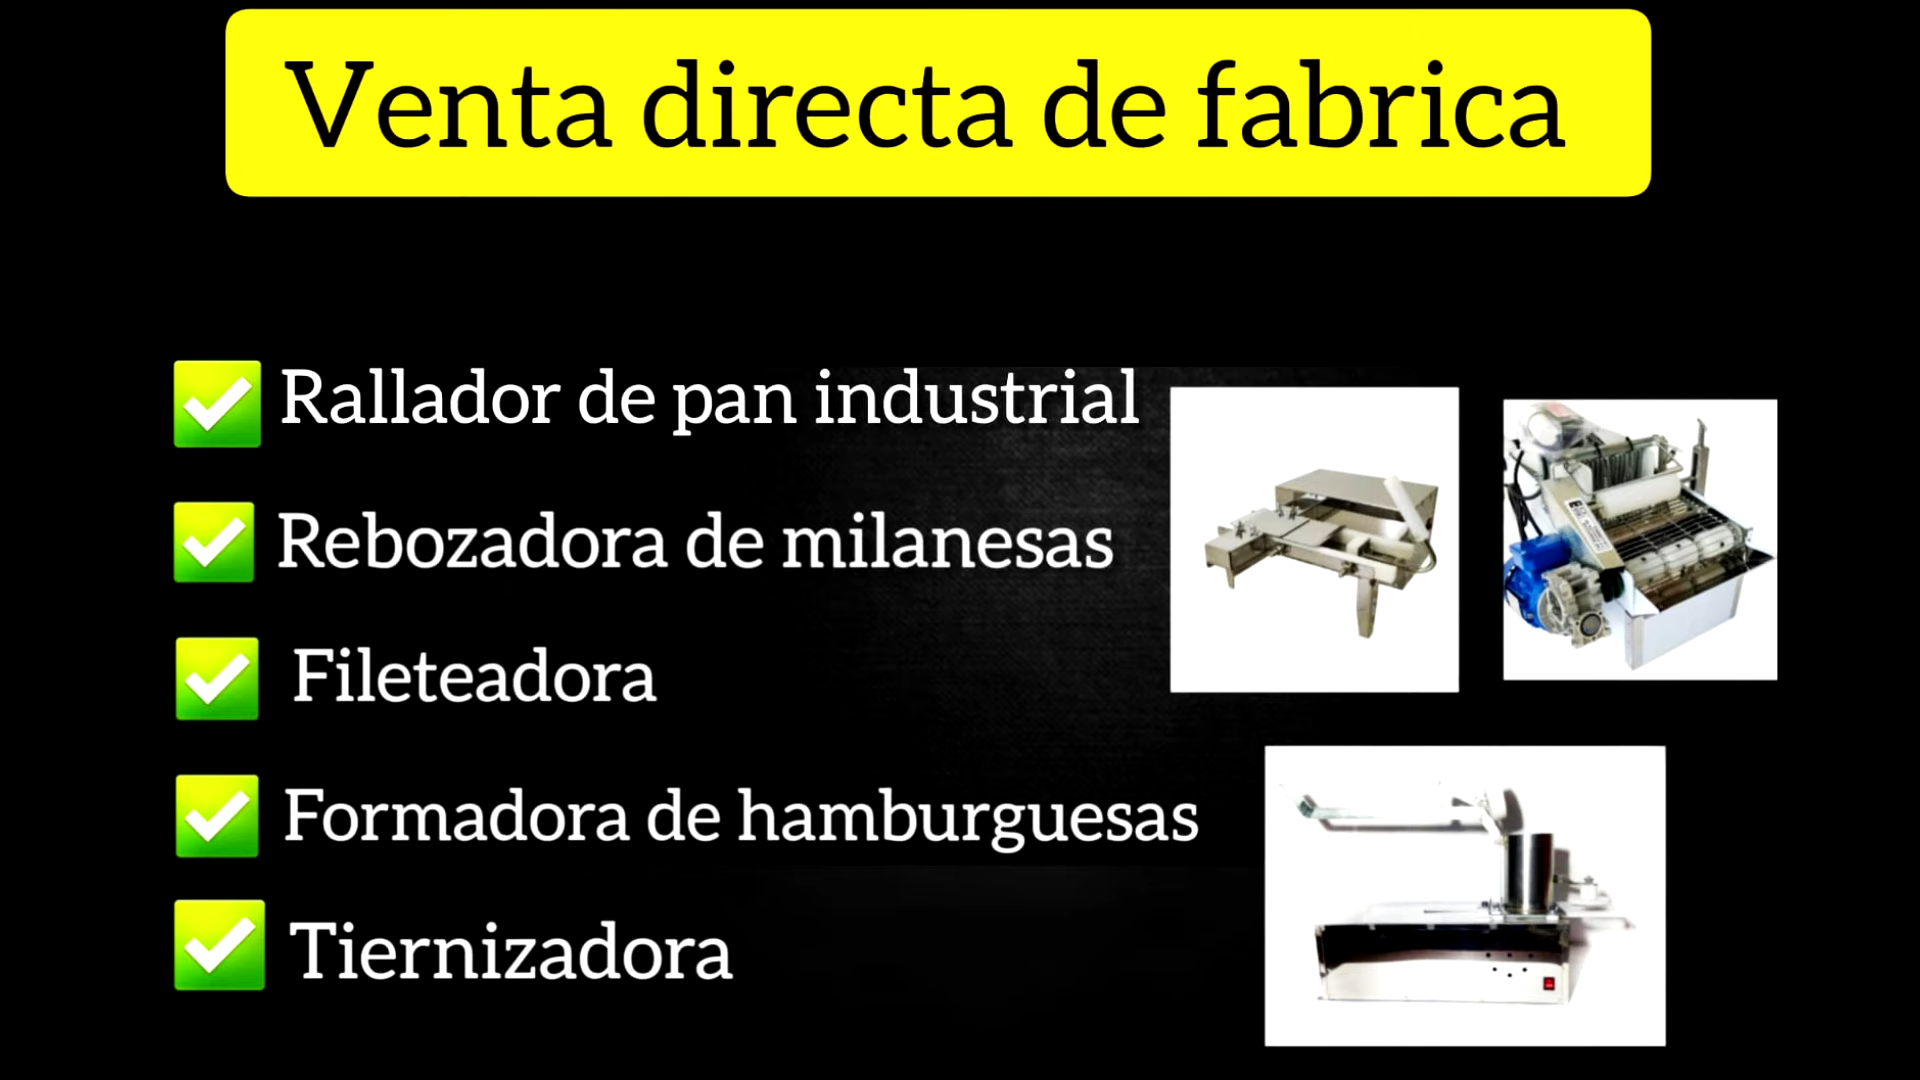 Venta directa de fabrica
Rallador de pan industrial
Rebozadora de milanesas
Fileteadora
Formadora de hamburguesas
Tiernizadora